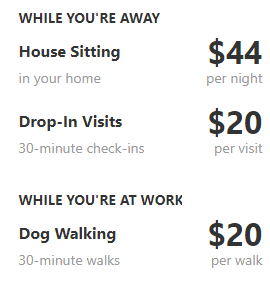 WHILE YOU'RE AWAY
House Sitting $44
in your home per night
Drop-In Visits $20
30-minute check-ins per visit
WHILE YOU'RE AT WORK
Dog Walking $20
30-minute walks per walk